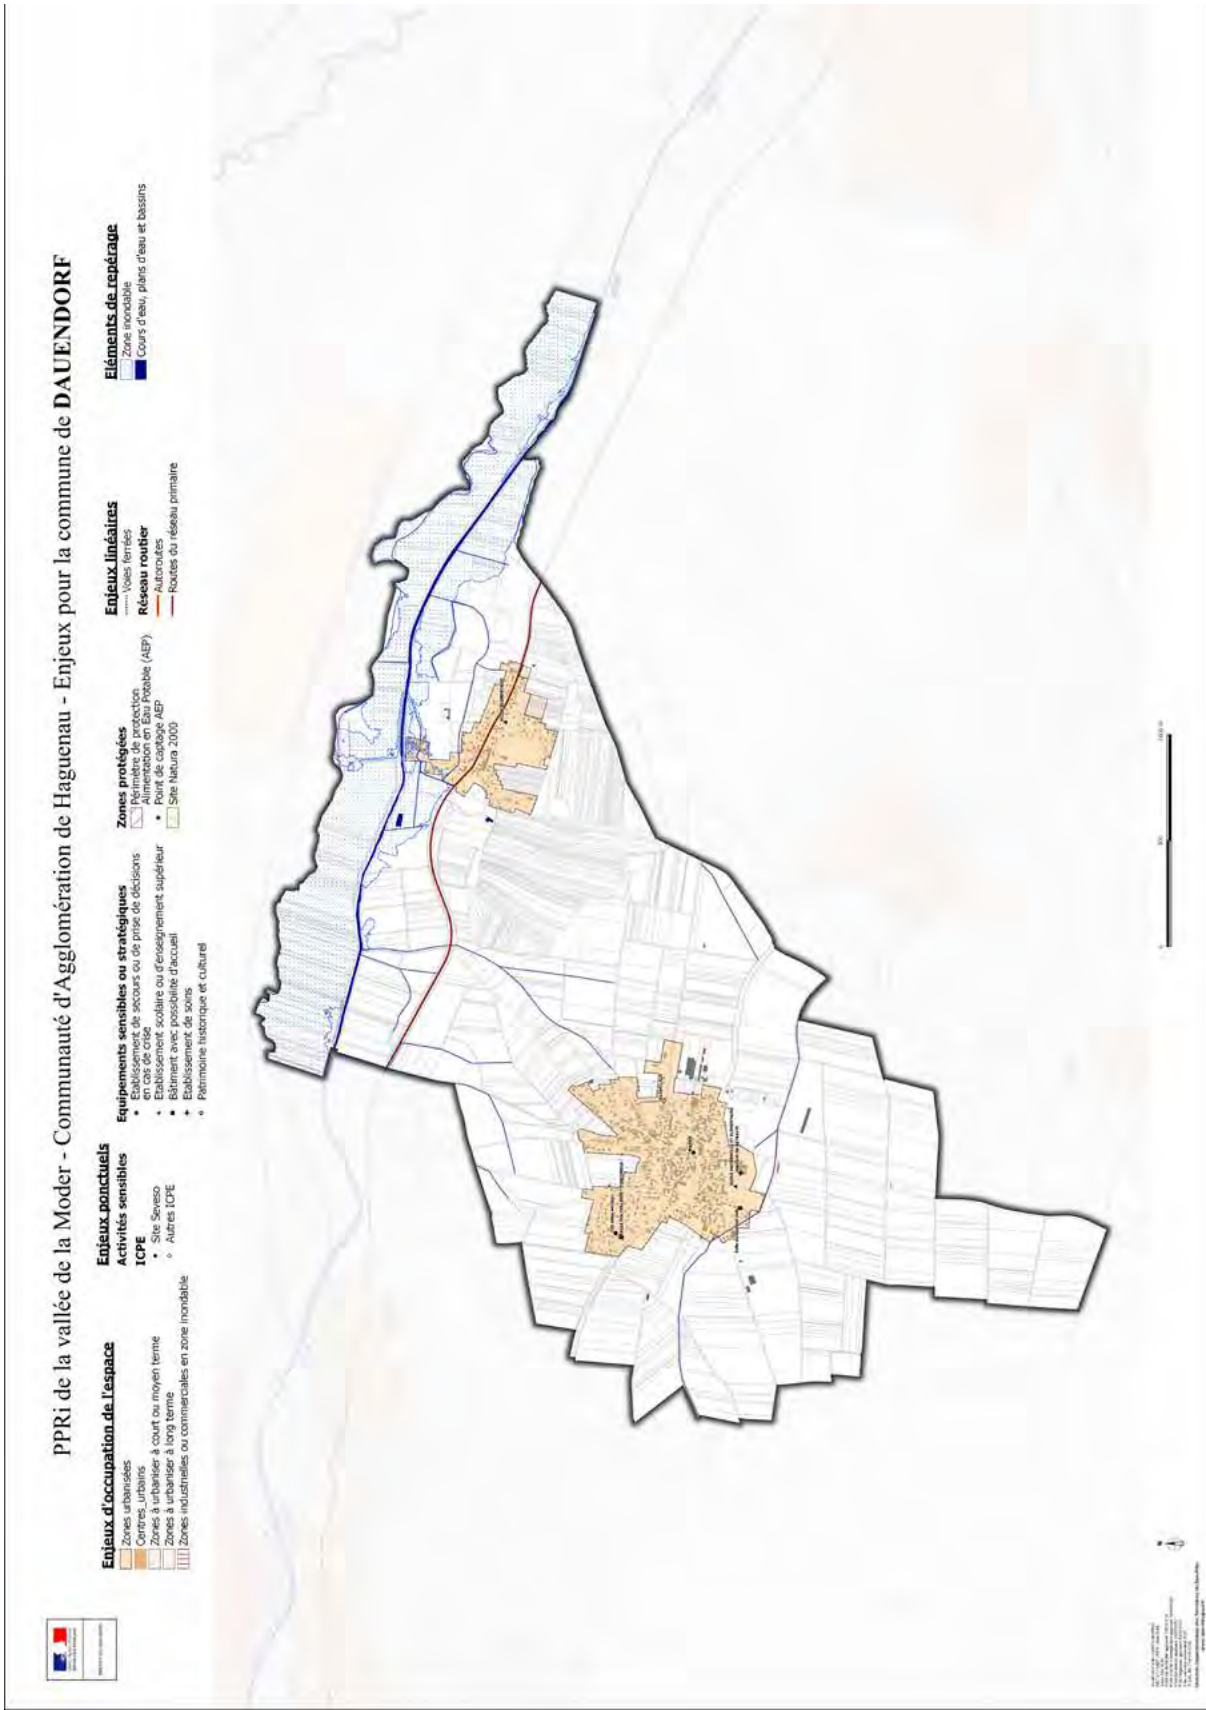 PPRi de la vallée de la Moder - Communauté d'Agglomération de Haguenau - Enjeux pour la commune de DAUENDORF
Enjeux d'occupation de l'espace
Zones urbanisées
Centres_urbains
Zones à urbaniser à court ou moyen terme
Zones à urbaniser à long terme
Zones industrielles ou commerciales en zone inondable
Enjeux ponctuels
Activités sensibles
ICPE
Site Seveso
Autres ICPE
Equipements sensibles ou stratégiques
Etablissement de secours ou de prise de décisions
en cas de crise
Etablissement scolaire ou d'enseignement supérieur
Bâtiment avec possibilité d'accueil
Etablissement de soins
Patrimoine historique et culturel
Zones protégées
Périmètre de protection
Alimentation en Eau Potable (AEP)
Point de captage AEP
Site Natura 2000
Enjeux linéaires
Voies ferrées
Réseau routier
Autoroutes
Routes du réseau primaire
Eléments de repérage
Zone inondable
Cours d'eau, plans d'eau et bassins